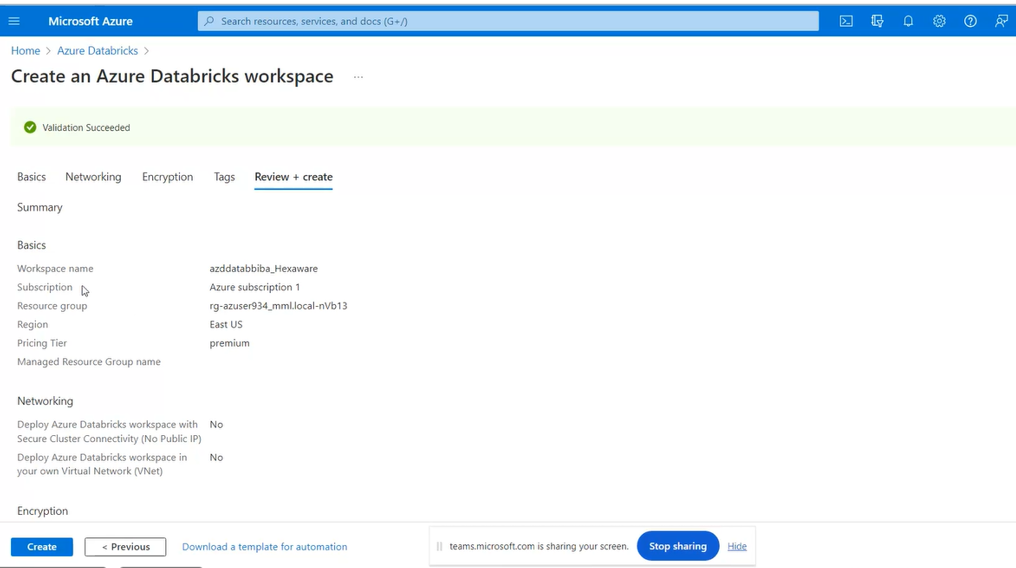 Microsoft Azure
Search resources, services, and docs (G+/)
Home > Azure Databricks >
Create an Azure Databricks workspace ...
Validation Succeeded
Basics Networking Encryption Tags Review + create
Summary
Basics
Workspace name azddatabbiba_Hexaware
Subscription Azure subscription 1
Resource group rg-azuser934_mml.local-nVb13
Region East US
Pricing Tier premium
Managed Resource Group name
Networking
Deploy Azure Databricks workspace with No
Secure Cluster Connectivity (No Public IP)
Deploy Azure Databricks workspace in No
your own Virtual Network (VNet)
Encryption
Create < Previous Download a template for automation
teams.microsoft.com is sharing your screen. Stop sharing Hide